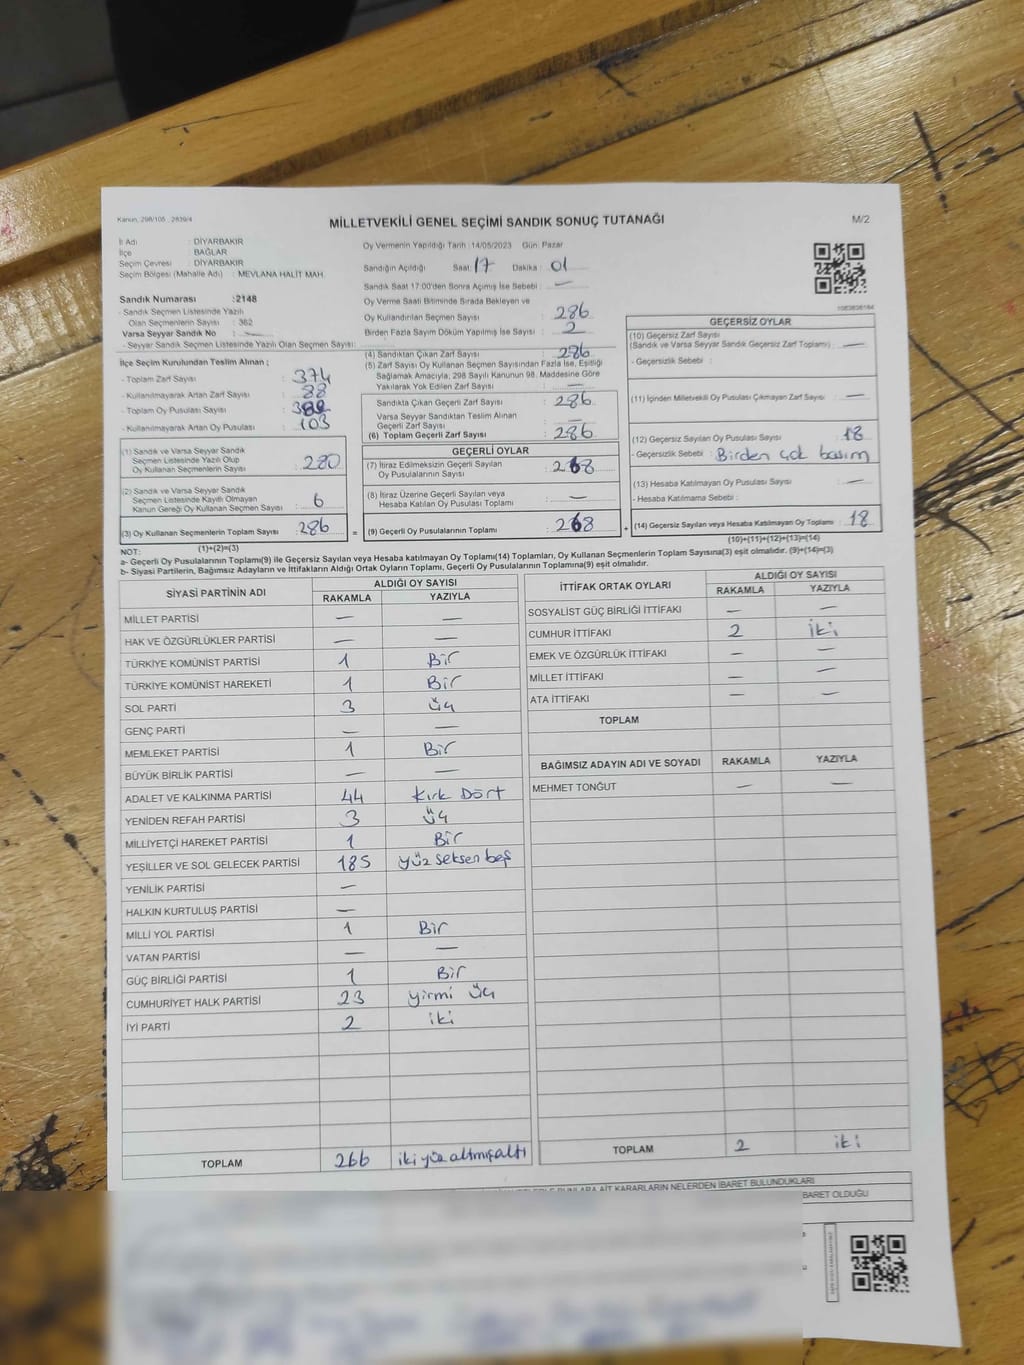 Kanun, 298/105 , 2839/4
MİLLETVEKİLİ GENEL SEÇİMİ SANDIK SONUÇ TUTANAĞI
M/2
İl Adı : DİYARBAKIR
İlçe : BAĞLAR
Seçim Çevresi : DİYARBAKIR
Seçim Bölgesi (Mahalle Adı) : MEVLANA HALİT MAH.
Sandık Numarası :2148
- Sandık Seçmen Listesinde Yazılı
Olan Seçmenlerin Sayısı : 362
Varsa Seyyar Sandık No : —
- Seyyar Sandık Seçmen Listesinde Yazılı Olan Seçmen Sayısı:
Oy Vermenin Yapıldığı Tarih :14/05/2023 Gün: Pazar
Sandığın Açıldığı Saat: 17 Dakika : 01
Sandık Saat 17:00'den Sonra Açımış İse Sebebi : —
Oy Verme Saati Bitiminde Sırada Bekleyen ve
Oy Kullandırılan Seçmen Sayısı : 286
Birden Fazla Sayım Döküm Yapılmış İse Sayısı : 2
İlçe Seçim Kurulundan Teslim Alınan ;
- Toplam Zarf Sayısı : 374
- Kullanılmayarak Artan Zarf Sayısı : 88
- Toplam Oy Pusulası Sayısı :
- Kullanılmayarak Artan Oy Pusulası : 103
(1) Sandık ve Varsa Seyyar Sandık
Seçmen Listesinde Yazılı Olup
Oy Kullanan Seçmenlerin Sayısı : 280
(2) Sandık ve Varsa Seyyar Sandık
Seçmen Listesinde Kayıtlı Olmayan
Kanun Gereği Oy Kullanan Seçmen Sayısı : 6
(3) Oy Kullanan Seçmenlerin Toplam Sayısı : 286
(1)+(2)=(3)
(4) Sandıktan Çıkan Zarf Sayısı : 286
(5) Zarf Sayısı Oy Kullanan Seçmen Sayısından Fazla İse, Eşitliği
Sağlamak Amacıyla, 298 Sayılı Kanunun 98. Maddesine Göre
Yakılarak Yok Edilen Zarf Sayısı : —
Sandıkta Çıkan Geçerli Zarf Sayısı : 286
Varsa Seyyar Sandıktan Teslim Alınan
Geçerli Zarf Sayısı : —
(6) Toplam Geçerli Zarf Sayısı : 286
GEÇERLİ OYLAR
(7) İtiraz Edilmeksizin Geçerli Sayılan
Oy Pusulalarının Sayısı : 268
(8) İtiraz Üzerine Geçerli Sayılan veya
Hesaba Katılan Oy Pusulası Toplamı : —
= (9) Geçerli Oy Pusulalarının Toplamı : 268
1083838184
GEÇERSİZ OYLAR
(10) Geçersiz Zarf Sayısı
(Sandık ve Varsa Seyyar Sandık Geçersiz Zarf Toplamı) : —
- Geçersizlik Sebebi :
(11) İçinden Milletvekili Oy Pusulası Çıkmayan Zarf Sayısı : —
(12) Geçersiz Sayılan Oy Pusulası Sayısı : 18
- Geçersizlik Sebebi : Birden çok basım
(13) Hesaba Katılmayan Oy Pusulası Sayısı : —
- Hesaba Katılmama Sebebi :
+ (14) Geçersiz Sayılan veya Hesaba Katılmayan Oy Toplamı : 18
(10)+(11)+(12)+(13)=(14)
NOT:
a- Geçerli Oy Pusulalarının Toplamı(9) ile Geçersiz Sayılan veya Hesaba katılmayan Oy Toplamı(14) Toplamları, Oy Kullanan Seçmenlerin Toplam Sayısına(3) eşit olmalıdır. (9)+(14)=(3)
b- Siyasi Partilerin, Bağımsız Adayların ve İttifakların Aldığı Ortak Oyların Toplamı, Geçerli Oy Pusulalarının Toplamına(9) eşit olmalıdır.
SİYASİ PARTİNİN ADI ALDIĞI OY SAYISI
RAKAMLA YAZIYLA
MİLLET PARTİSİ — —
HAK VE ÖZGÜRLÜKLER PARTİSİ — —
TÜRKİYE KOMÜNİST PARTİSİ 1 Bir
TÜRKİYE KOMÜNİST HAREKETİ 1 Bir
SOL PARTİ 3 üç
GENÇ PARTİ — —
MEMLEKET PARTİSİ 1 Bir
BÜYÜK BİRLİK PARTİSİ — —
ADALET VE KALKINMA PARTİSİ 44 Kırk Dört
YENİDEN REFAH PARTİSİ 3 üç
MİLLİYETÇİ HAREKET PARTİSİ 1 Bir
YEŞİLLER VE SOL GELECEK PARTİSİ 185 yüz seksen beş
YENİLİK PARTİSİ —
HALKIN KURTULUŞ PARTİSİ —
MİLLİ YOL PARTİSİ 1 Bir
VATAN PARTİSİ — —
GÜÇ BİRLİĞİ PARTİSİ 1 Bir
CUMHURİYET HALK PARTİSİ 23 yirmi üç
İYİ PARTİ 2 iki
TOPLAM 266 iki yüz altmış altı
İTTİFAK ORTAK OYLARI ALDIĞI OY SAYISI
RAKAMLA YAZIYLA
SOSYALİST GÜÇ BİRLİĞİ İTTİFAKI — —
CUMHUR İTTİFAKI 2 iki
EMEK VE ÖZGÜRLÜK İTTİFAKI — —
MİLLET İTTİFAKI — —
ATA İTTİFAKI — —
TOPLAM
BAĞIMSIZ ADAYIN ADI VE SOYADI RAKAMLA YAZIYLA
MEHMET TONĞUT — —
TOPLAM 2 iki
BUNLARA AİT KARARLARIN NELERDEN İBARET BULUNDUKLARI
BARET OLDUĞU